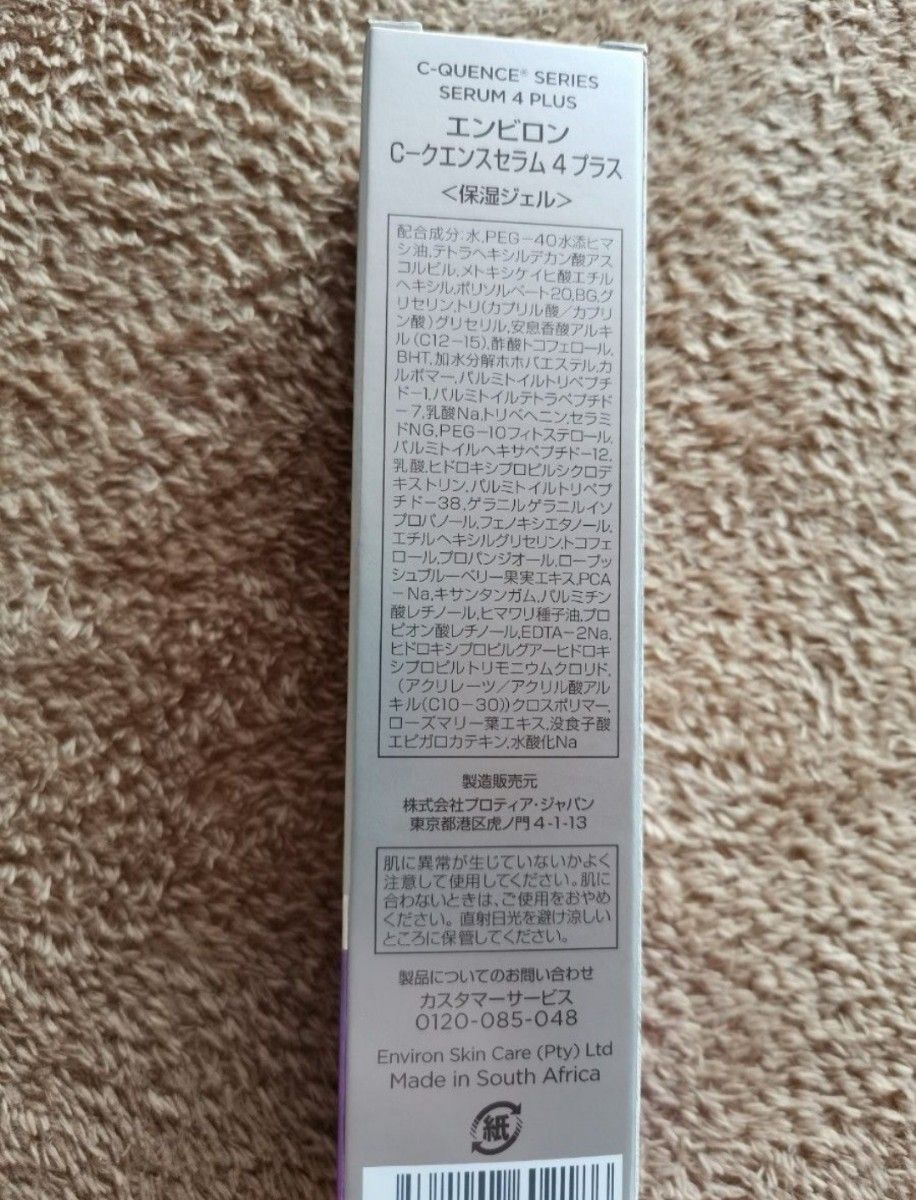 C-QUENCE® SERIES
SERUM 4 PLUS
エンビロン
C-クエンスセラム 4 プラス
＜保湿ジェル＞
配合成分:水,PEG-40水添ヒマ
シ油,テトラヘキシルデカン酸アス
コルビル,メトキシケイヒ酸エチル
ヘキシル,ポリソルベート20,BG,グ
リセリン,トリ(カプリル酸/カプリ
ン酸)グリセリル,安息香酸アルキ
ル(C12-15),酢酸トコフェロール,
BHT,加水分解ホホバエステル,カ
ルボマー,パルミトイルトリペプチ
ド-1,パルミトイルテトラペプチド
-7,乳酸Na,トリベヘニン,セラミ
ドNG,PEG-10フィトステロール,
パルミトイルヘキサペプチド-12,
乳酸,ヒドロキシプロピルシクロデ
キストリン,パルミトイルトリペプ
チド-38,ゲラニルゲラニルイソ
プロパノール,フェノキシエタノール,
エチルヘキシルグリセリン,トコフェ
ロール,プロパンジオール,ローブッ
シュブルーベリー果実エキス,PCA
-Na,キサンタンガム,パルミチン
酸レチノール,ヒマワリ種子油,プロ
ピオン酸レチノール,EDTA-2Na,
ヒドロキシプロピルグアーヒドロキ
シプロピルトリモニウムクロリド,
(アクリレーツ/アクリル酸アル
キル(C10-30))クロスポリマー,
ローズマリー葉エキス,没食子酸
エピガロカテキン,水酸化Na
製造販売元
株式会社プロティア・ジャパン
東京都港区虎ノ門4-1-13
肌に異常が生じていないかよく
注意して使用してください。肌に
合わないときは、ご使用をおやめ
ください。直射日光を避け涼しい
ところに保管してください。
製品についてのお問い合わせ
カスタマーサービス
0120-085-048
Environ Skin Care (Pty) Ltd
Made in South Africa
紙